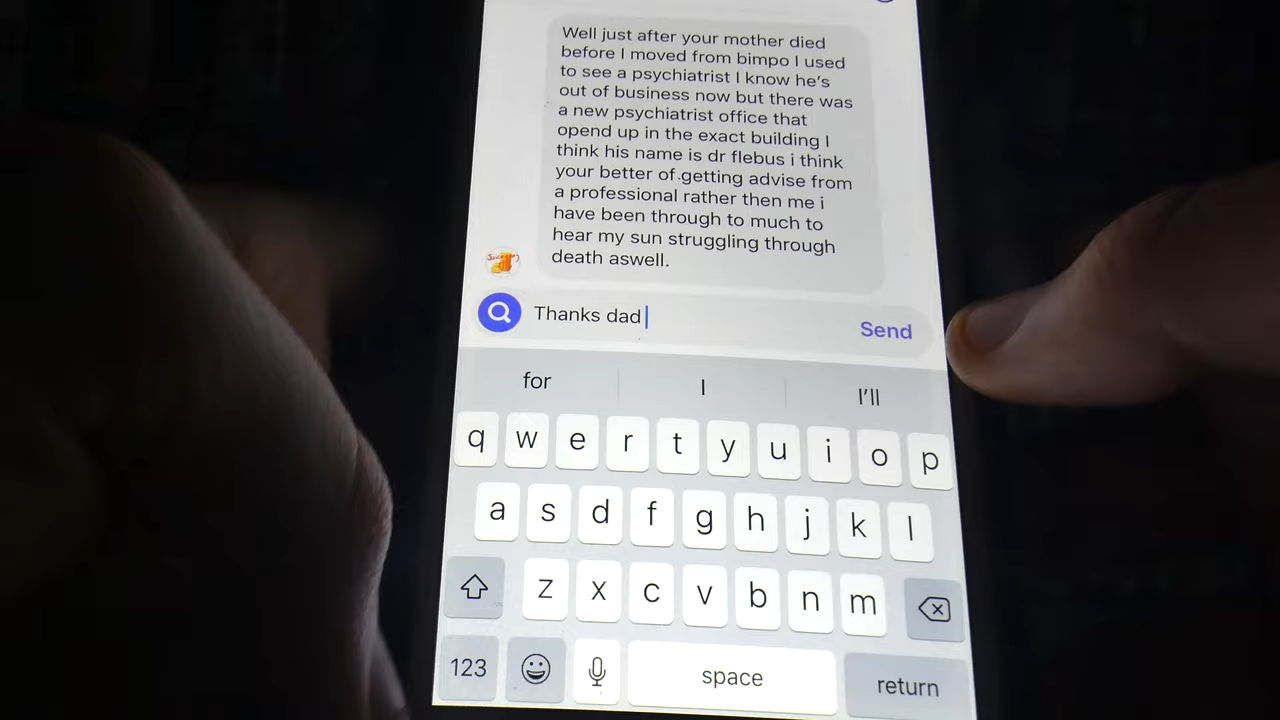 Well just after your mother died
before I moved from bimpo I used
to see a psychiatrist I know he's
out of business now but there was
a new psychiatrist office that
opend up in the exact building I
think his name is dr flebus i think
your better of.getting advise from
a professional rather then me i
have been through to much to
hear my sun struggling through
death aswell.
Thanks dad
Send
for I I'll
q w e r t y u i o p
a s d f g h j k l
z x c v b n m
123 space return